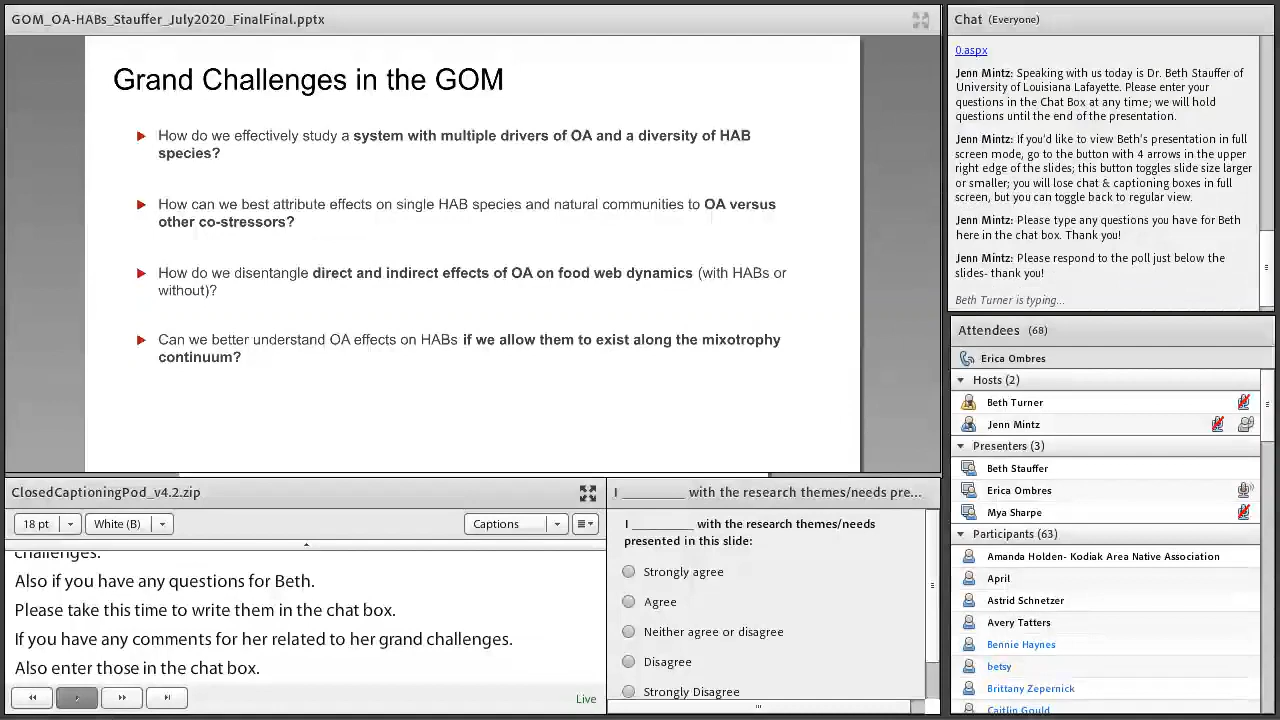 GOM_OA-HABs_Stauffer_July2020_FinalFinal.pptx
Grand Challenges in the GOM
How do we effectively study a system with multiple drivers of OA and a diversity of HAB
species?
How can we best attribute effects on single HAB species and natural communities to OA versus
other co-stressors?
How do we disentangle direct and indirect effects of OA on food web dynamics (with HABs or
without)?
Can we better understand OA effects on HABs if we allow them to exist along the mixotrophy
continuum?
ClosedCaptioningPod_v4.2.zip
18 pt
White (B)
Captions
challenges.
Also if you have any questions for Beth.
Please take this time to write them in the chat box.
If you have any comments for her related to her grand challenges.
Also enter those in the chat box.
Live
I _________ with the research themes/needs pre...
I _________ with the research themes/needs
presented in this slide:
Strongly agree
Agree
Neither agree or disagree
Disagree
Strongly Disagree
Chat (Everyone)
0.aspx
Jenn Mintz: Speaking with us today is Dr. Beth Stauffer of
University of Louisiana Lafayette. Please enter your
questions in the Chat Box at any time; we will hold
questions until the end of the presentation.
Jenn Mintz: If you'd like to view Beth's presentation in full
screen mode, go to the button with 4 arrows in the upper
right edge of the slides; this button toggles slide size larger
or smaller; you will lose chat & captioning boxes in full
screen, but you can toggle back to regular view.
Jenn Mintz: Please type any questions you have for Beth
here in the chat box. Thank you!
Jenn Mintz: Please respond to the poll just below the
slides- thank you!
Beth Turner is typing...
Attendees (68)
Erica Ombres
Hosts (2)
Beth Turner
Jenn Mintz
Presenters (3)
Beth Stauffer
Erica Ombres
Mya Sharpe
Participants (63)
Amanda Holden- Kodiak Area Native Association
April
Astrid Schnetzer
Avery Tatters
Bennie Haynes
betsy
Brittany Zepernick
Caitlin Gould